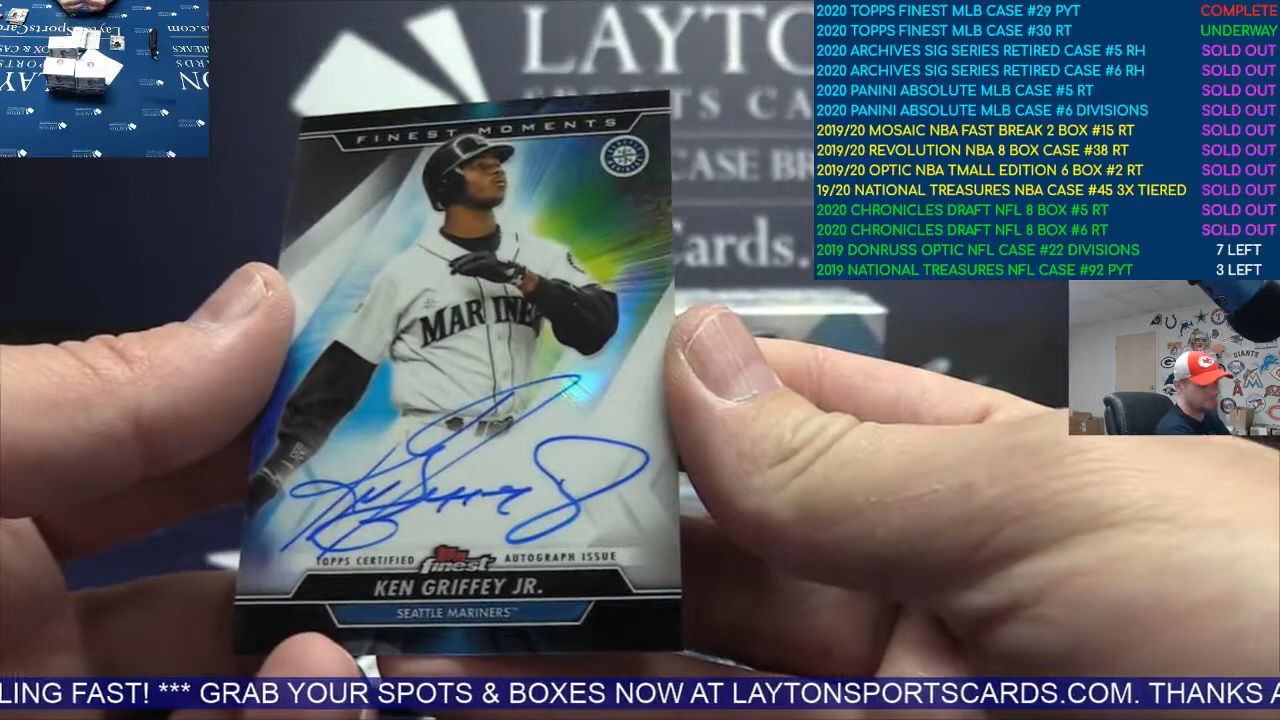 2020 TOPPS FINEST MLB CASE #29 PYT COMPLETE
2020 TOPPS FINEST MLB CASE #30 RT UNDERWAY
2020 ARCHIVES SIG SERIES RETIRED CASE #5 RH SOLD OUT
2020 ARCHIVES SIG SERIES RETIRED CASE #6 RH SOLD OUT
2020 PANINI ABSOLUTE MLB CASE #5 RT SOLD OUT
2020 PANINI ABSOLUTE MLB CASE #6 DIVISIONS SOLD OUT
2019/20 MOSAIC NBA FAST BREAK 2 BOX #15 RT SOLD OUT
2019/20 REVOLUTION NBA 8 BOX CASE #38 RT SOLD OUT
2019/20 OPTIC NBA TMALL EDITION 6 BOX #2 RT SOLD OUT
19/20 NATIONAL TREASURES NBA CASE #45 3X TIERED SOLD OUT
2020 CHRONICLES DRAFT NFL 8 BOX #5 RT SOLD OUT
2020 CHRONICLES DRAFT NFL 8 BOX #6 RT SOLD OUT
2019 DONRUSS OPTIC NFL CASE #22 DIVISIONS 7 LEFT
2019 NATIONAL TREASURES NFL CASE #92 PYT 3 LEFT
LAYTO
S CA
CASE BR
Cards.
FINEST MOMENTS
MARINE
Ken Griffey Jr
TOPPS CERTIFIED Topps finest AUTOGRAPH ISSUE
KEN GRIFFEY JR.
SEATTLE MARINERS™
GIANTS
LING FAST! *** GRAB YOUR SPOTS & BOXES NOW AT LAYTONSPORTSCARDS.COM. THANKS A